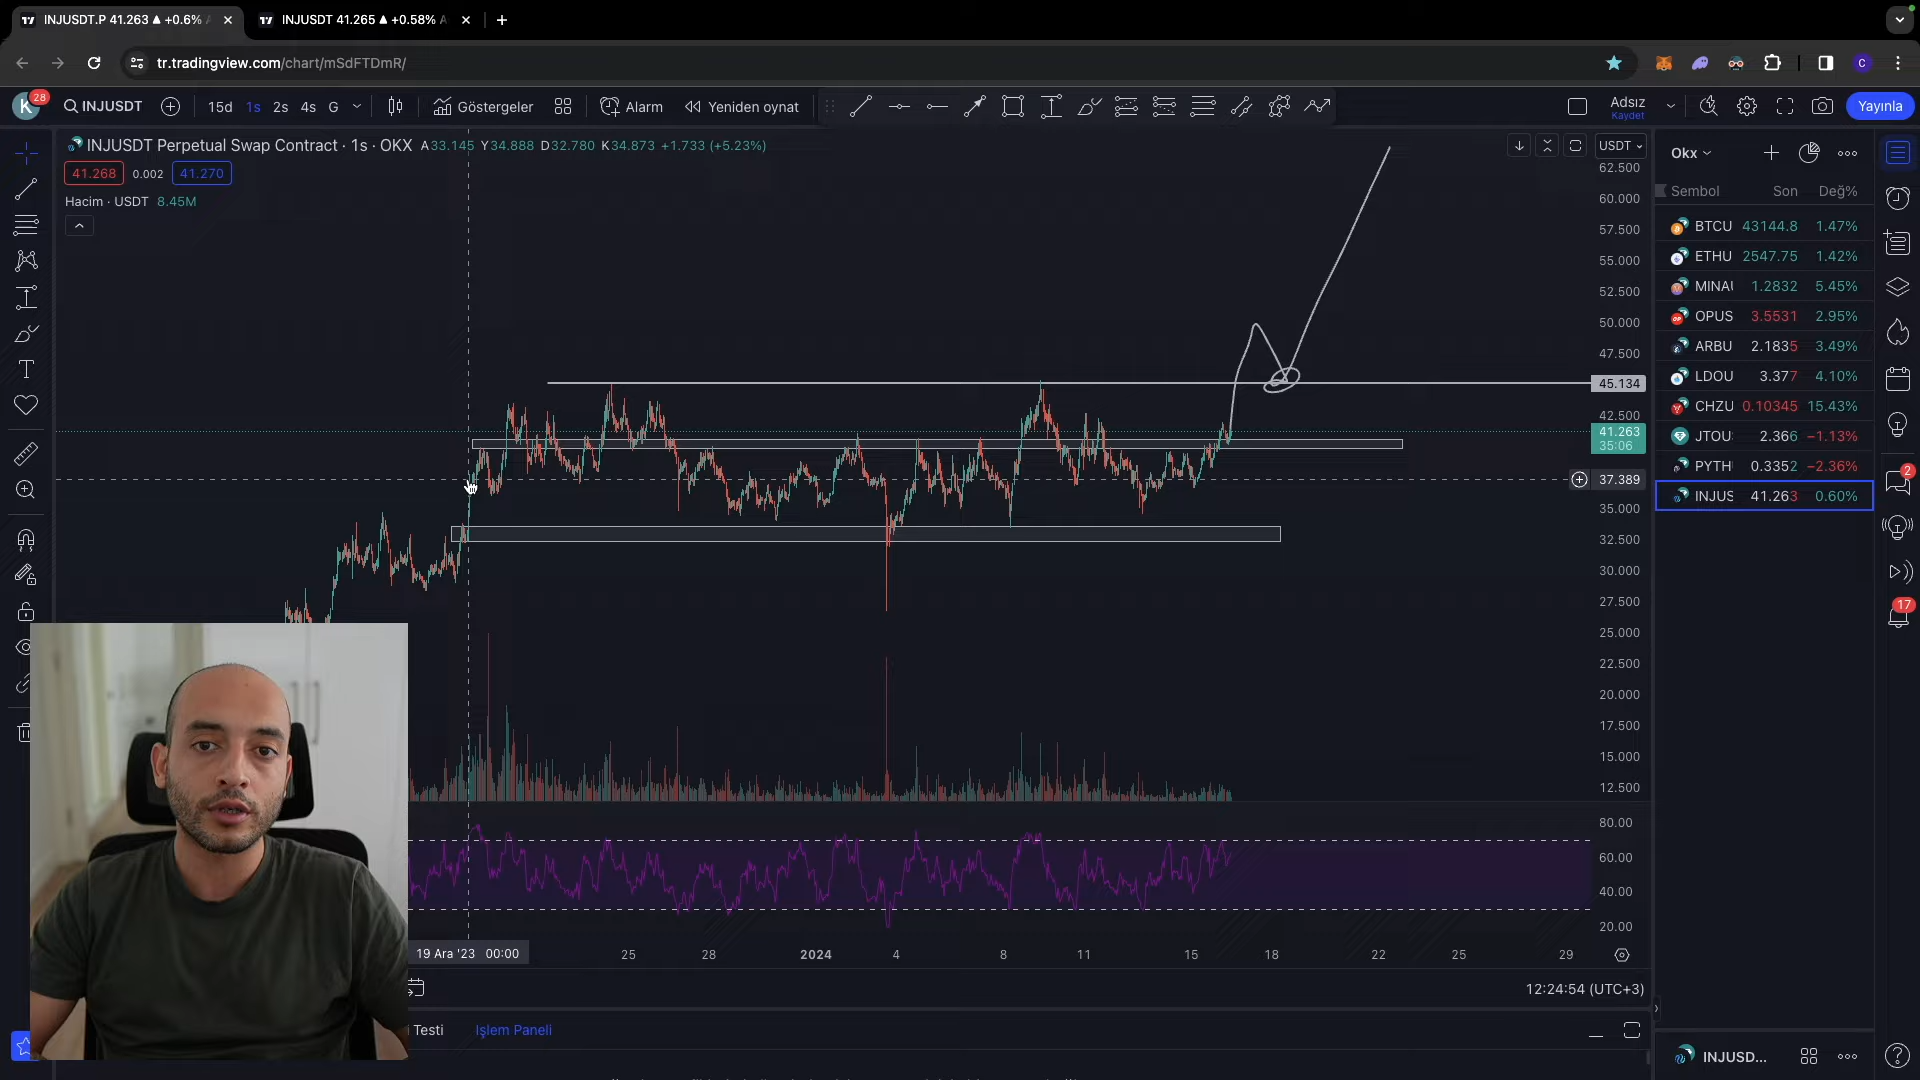 INJUSDT.P 41.263 ▲ +0.6%
INJUSDT 41.265 ▲ +0.58%
tr.tradingview.com/chart/mSdFTDmR/
C
K 28 INJUSDT 15d 1s 2s 4s G Göstergeler Alarm Yeniden oynat Adsız Kaydet Yayınla
INJUSDT Perpetual Swap Contract · 1s · OKX A33.145 Y34.888 D32.780 K34.873 +1.733 (+5.23%)
41.268 0.002 41.270
Hacim · USDT 8.45M
USDT
62.500
60.000
57.500
55.000
52.500
50.000
47.500
45.134
42.500
41.263
35:06
37.389
35.000
32.500
30.000
27.500
25.000
22.500
20.000
17.500
15.000
12.500
80.00
60.00
40.00
20.00
19 Ara '23 00:00 25 28 2024 4 8 11 15 18 22 25 29
12:24:54 (UTC+3)
Testi İşlem Paneli
Okx
Sembol Son Değ%
BTCU 43144.8 1.47%
ETHU 2547.75 1.42%
MINAU 1.2832 5.45%
OPUS 3.5531 2.95%
ARBU 2.1835 3.49%
LDOU 3.377 4.10%
CHZU 0.10345 15.43%
JTOU 2.366 −1.13%
PYTH 0.3352 −2.36%
INJUS 41.263 0.60%
2
17
INJUSD...